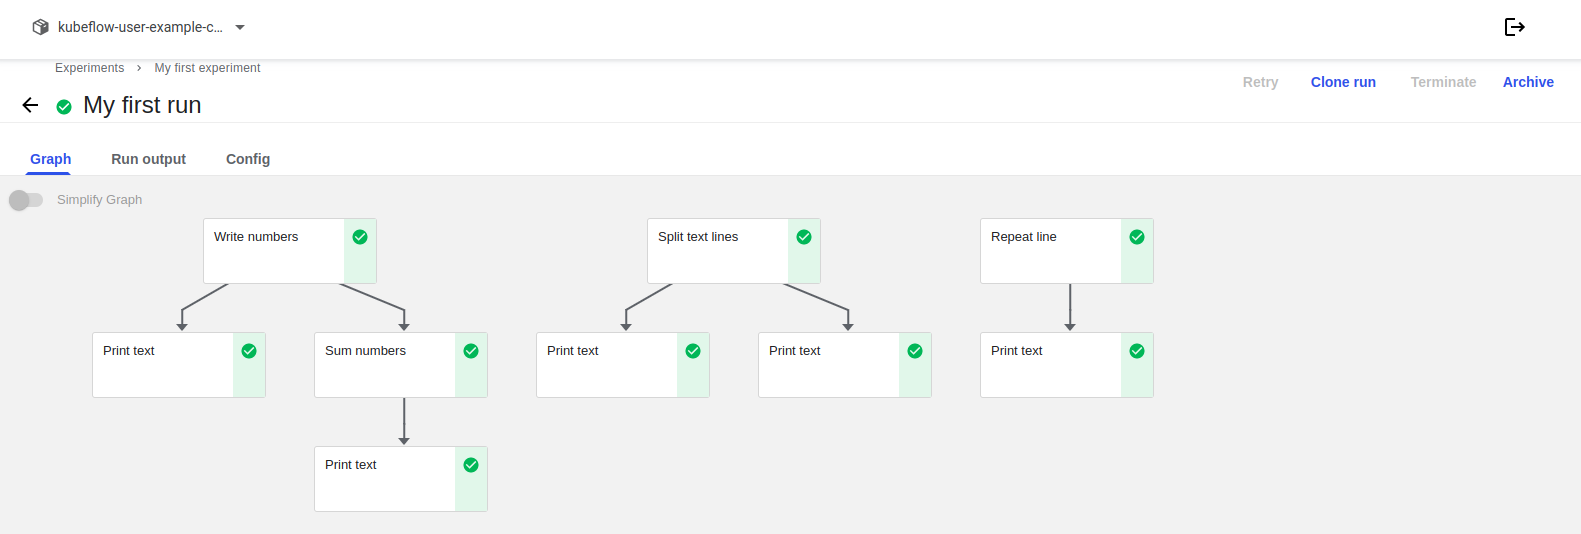 kubeflow-user-example-c...
Experiments > My first experiment
Retry Clone run Terminate Archive
My first run
Graph Run output Config
Simplify Graph
Write numbers Split text lines Repeat line
Print text Sum numbers Print text Print text Print text
Print text